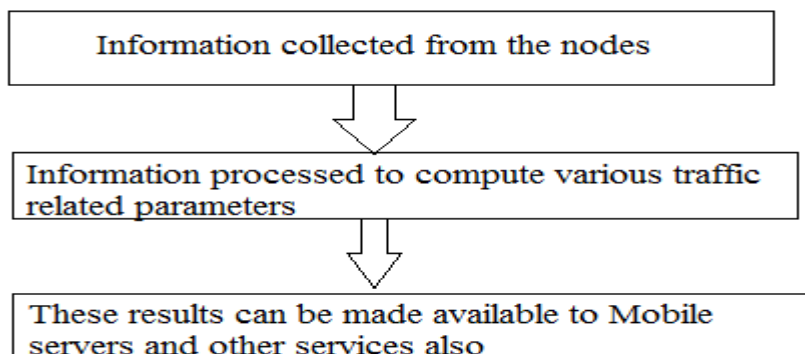 Information collected from the nodes
Information processed to compute various traffic
related parameters
These results can be made available to Mobile
servers and other services also